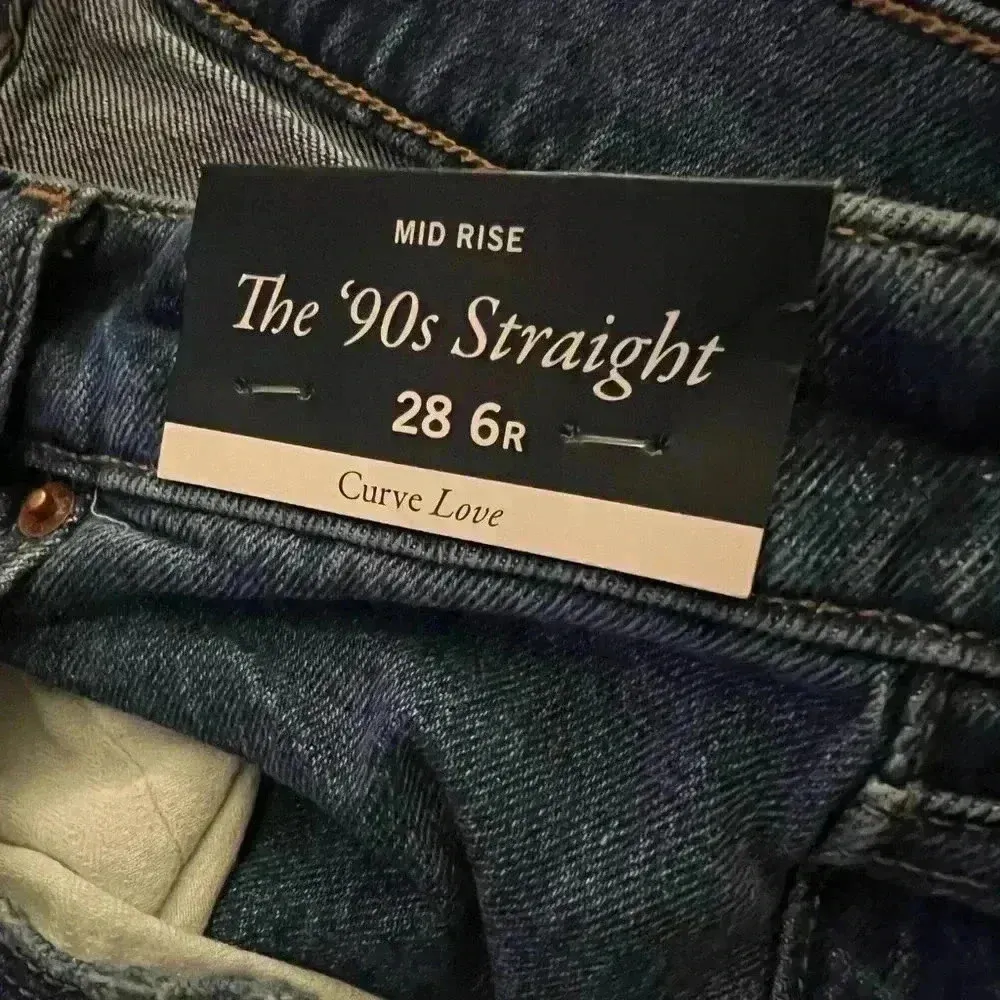 MID RISE
The ‘90s Straight
28 6R
Curve Love